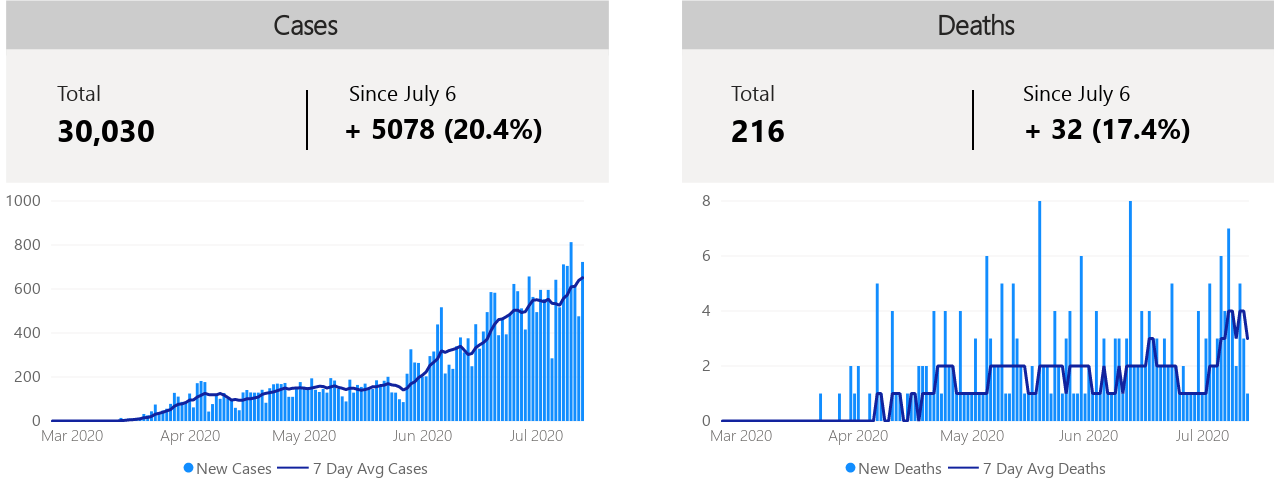 Cases
Total
Since July 6
30,030
+ 5078 (20.4%)
1000
800
600
400
200
0
Mar 2020 Apr 2020 May 2020 Jun 2020 Jul 2020
New Cases 7 Day Avg Cases
Deaths
Total
Since July 6
216
+ 32 (17.4%)
8
6
4
2
0
Mar 2020 Apr 2020 May 2020 Jun 2020 Jul 2020
New Deaths 7 Day Avg Deaths